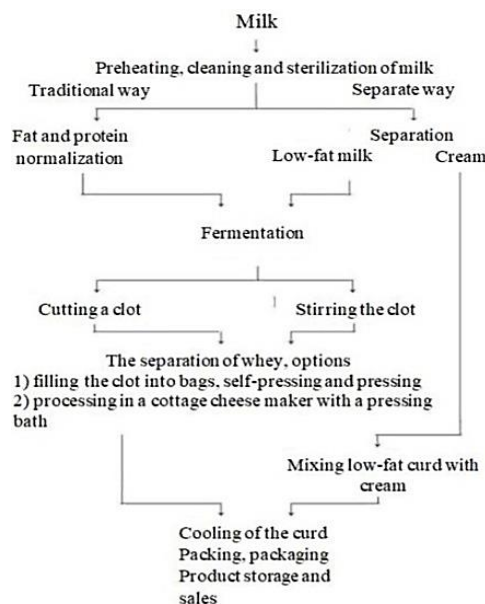 Milk
Preheating, cleaning and sterilization of milk
Traditional way
Separate way
Fat and protein
normalization
Separation
Low-fat milk
Cream
Fermentation
Cutting a clot
Stirring the clot
The separation of whey, options
1) filling the clot into bags, self-pressing and pressing
2) processing in a cottage cheese maker with a pressing
bath
Mixing low-fat curd with
cream
Cooling of the curd
Packing, packaging
Product storage and
sales